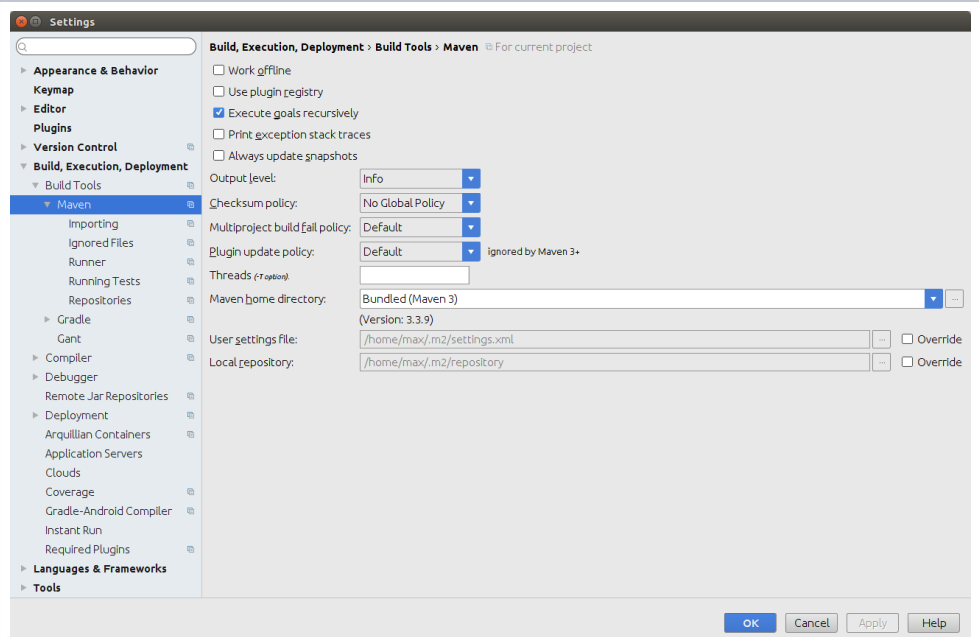 Settings
Build, Execution, Deployment › Build Tools › Maven For current project
Appearance & Behavior
Keymap
Editor
Plugins
Version Control
Build, Execution, Deployment
Build Tools
Maven
Importing
Ignored Files
Runner
Running Tests
Repositories
Gradle
Gant
Compiler
Debugger
Remote Jar Repositories
Deployment
Arquillian Containers
Application Servers
Clouds
Coverage
Gradle-Android Compiler
Instant Run
Required Plugins
Languages & Frameworks
Tools
Work offline
Use plugin registry
Execute goals recursively
Print exception stack traces
Always update snapshots
Output level: Info
Checksum policy: No Global Policy
Multiproject build fail policy: Default
Plugin update policy: Default ignored by Maven 3+
Threads (-T option).
Maven home directory: Bundled (Maven 3) ...
(Version: 3.3.9)
User settings file: /home/max/.m2/settings.xml ... Override
Local repository: /home/max/.m2/repository ... Override
OK Cancel Apply Help